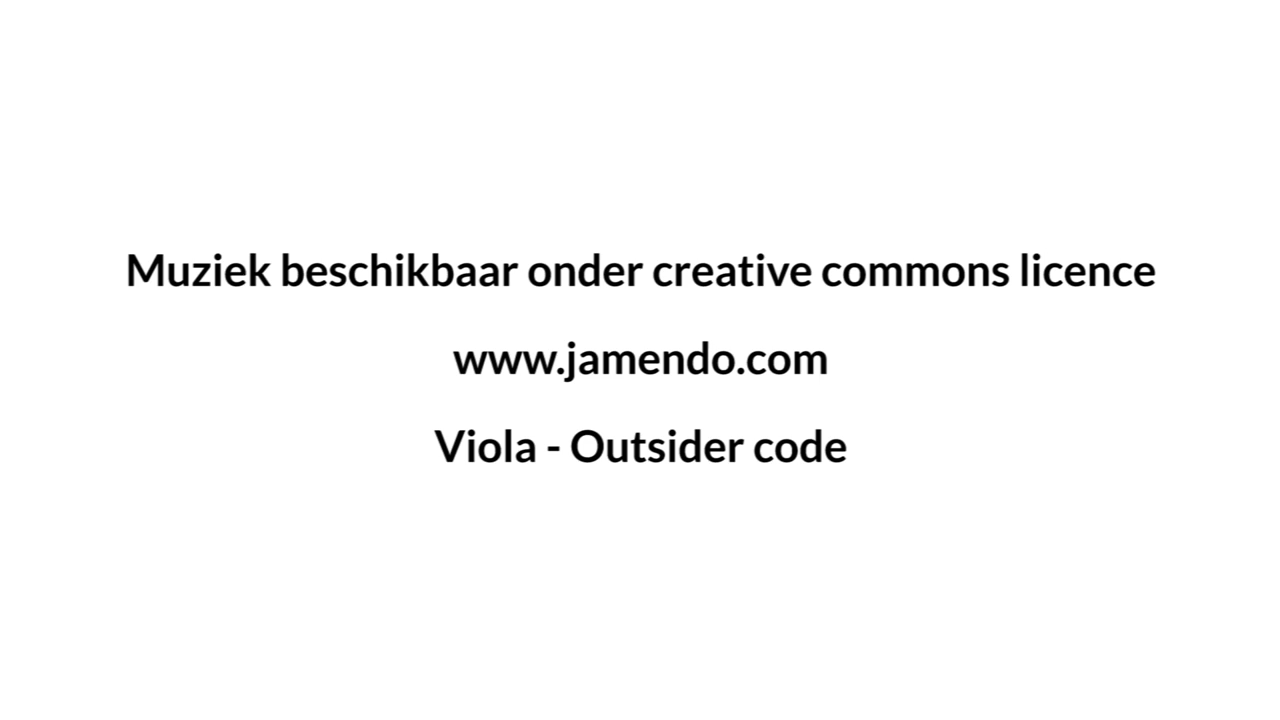 Muziek beschikbaar onder creative commons licence
www.jamendo.com
Viola - Outsider code